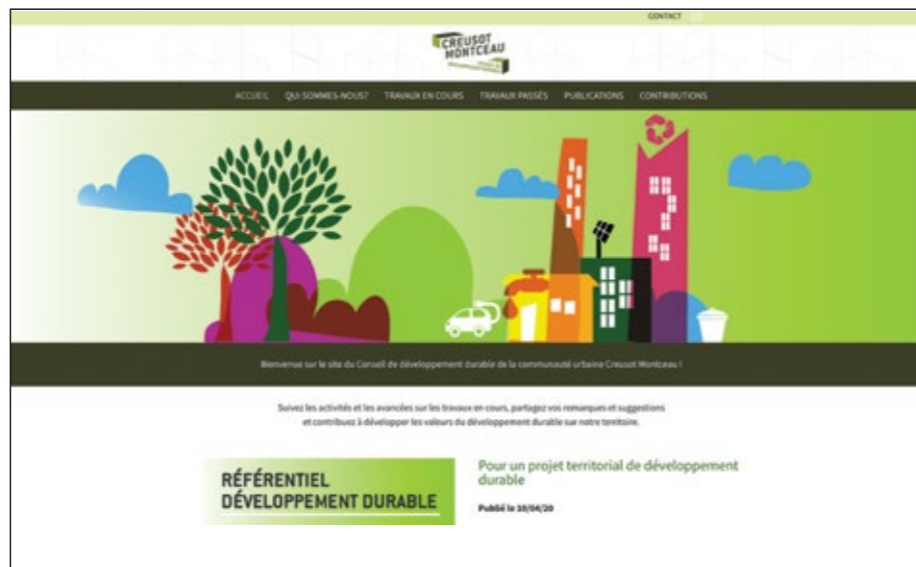 CONTACT
CREUSOT
MONTCEAU
ACCUEIL QUI SOMMES-NOUS? TRAVAUX EN COURS TRAVAUX PASSÉS PUBLICATIONS CONTRIBUTIONS
Bienvenue sur le site du Conseil de développement durable de la communauté urbaine Creusot Montceau !
Suivez les activités et les avancées sur les travaux en cours, partagez vos remarques et suggestions
et contribuez à développer les valeurs du développement durable sur notre territoire.
RÉFÉRENTIEL
DÉVELOPPEMENT DURABLE
Pour un projet territorial de développement
durable
Publié le 10/04/20